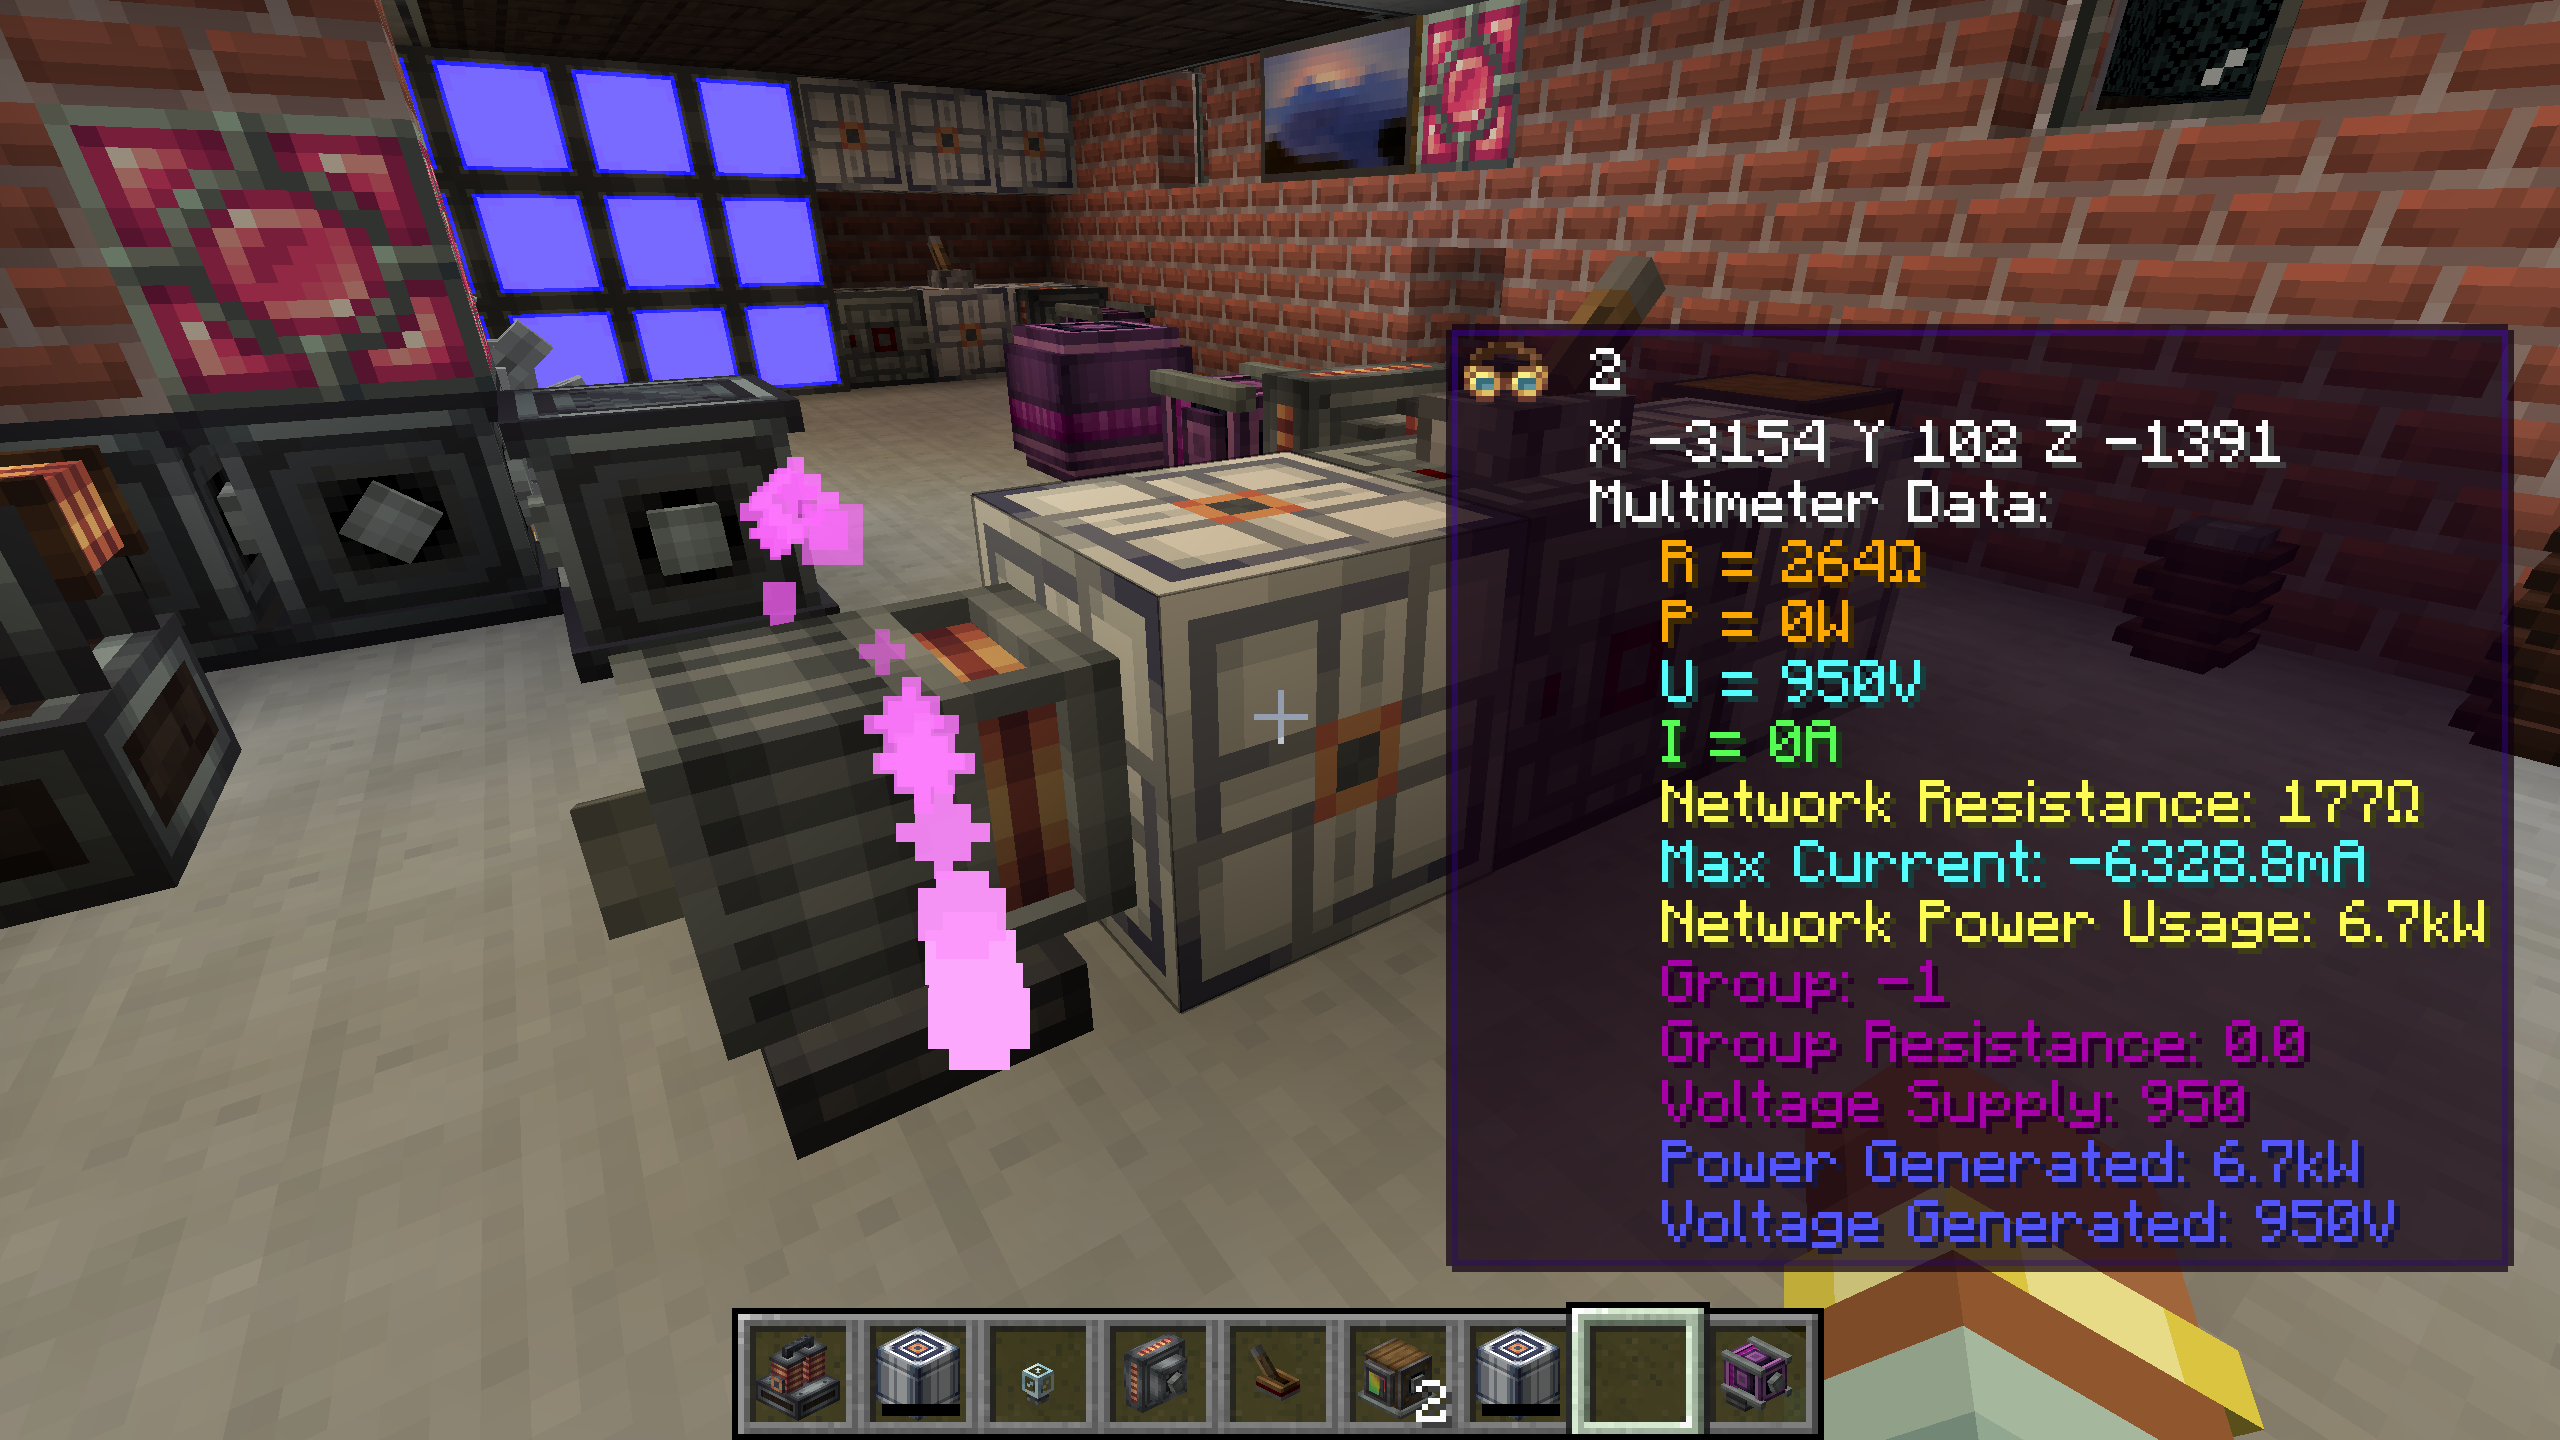 2
X -3154 Y 102 Z -1391
Multimeter Data:
R = 264Ω
P = 0W
U = 950V
I = 0A
Network Resistance: 177Ω
Max Current: -6328.8mA
Network Power Usage: 6.7kW
Group: -1
Group Resistance: 0.0
Voltage Supply: 950
Power Generated: 6.7kW
Voltage Generated: 950V
2